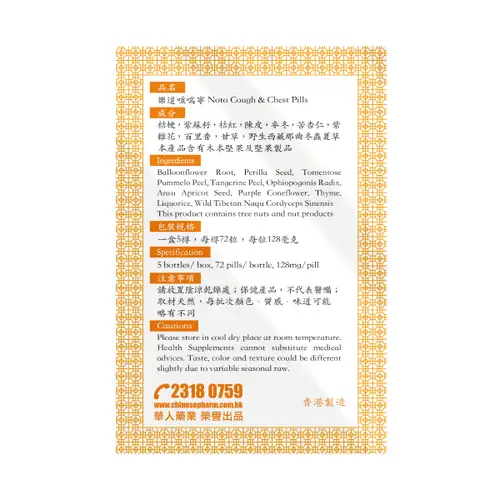 品名
樂道咳喘寧 Noto Cough & Chest Pills
成分
桔梗, 紫蘇籽, 桔紅, 陳皮, 麥冬, 苦杏仁, 紫
錐花, 百里香, 甘草, 野生西藏那曲冬蟲夏草
本產品含有木本堅果及堅果製品
Ingredients
Balloonflower Root, Perilla Seed, Tomentose
Pummelo Peel, Tangerine Peel, Ophiopogonis Radix,
Ansu Apricot Seed, Purple Coneflower, Thyme,
Liquorice, Wild Tibetan Naqu Cordyceps Sinensis
This product contains tree nuts and nut products
包裝規格
一盒5樽, 每樽72粒, 每粒128毫克
Specification
5 bottles/ box, 72 pills/ bottle, 128mg/pill
注意事項
請放置陰涼乾燥處; 保健產品, 不代表醫囑;
取材天然, 每批次顏色、質感、味道可能
略有不同
Cautions
Please store in cool dry place at room temperature.
Health Supplements cannot substitute medical
advices. Taste, color and texture could be different
slightly due to variable seasonal raw.
2318 0759
www.chinesepharm.com.hk
華人藥業 榮譽出品
香港製造